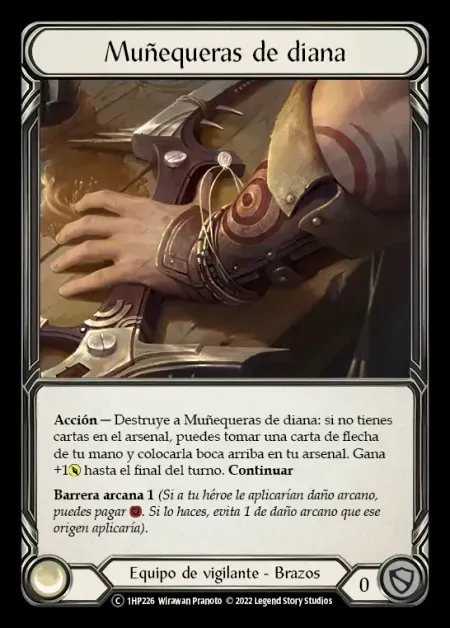 Muñequeras de diana
Acción — Destruye a Muñequeras de diana: si no tienes
cartas en el arsenal, puedes tomar una carta de flecha
de tu mano y colocarla boca arriba en tu arsenal. Gana
+1 hasta el final del turno. Continuar
Barrera arcana 1 (Si a tu héroe le aplicarían daño arcano,
puedes pagar . Si lo haces, evita 1 de daño arcano que ese
origen aplicaría).
Equipo de vigilante - Brazos
0
C 1HP226 Wirawan Pranoto © 2022 Legend Story Studios